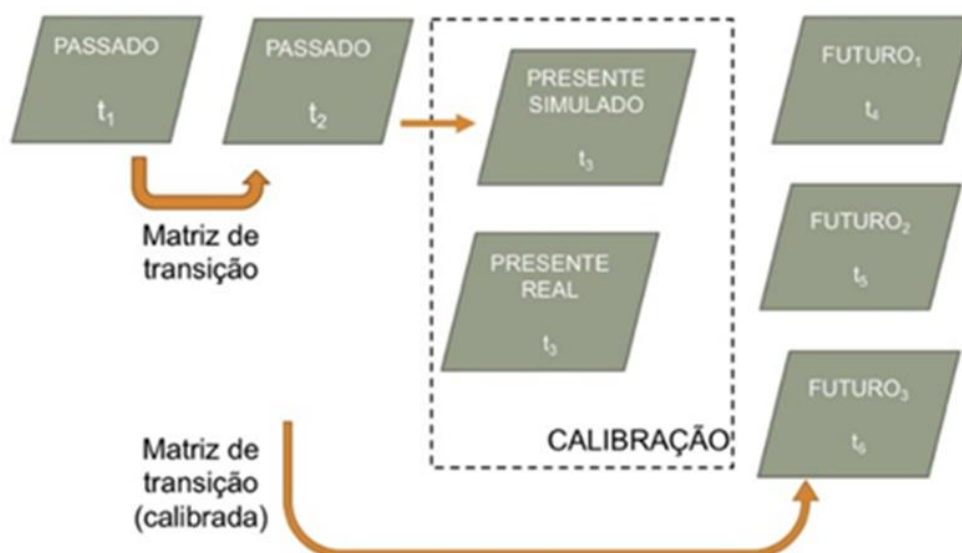 PASSADO
t₁
PASSADO
t₂
PRESENTE
SIMULADO
t₃
FUTURO₁
t₄
Matriz de
transição
PRESENTE
REAL
t₃
FUTURO₂
t₅
CALIBRAÇÃO
FUTURO₃
t₆
Matriz de
transição
(calibrada)